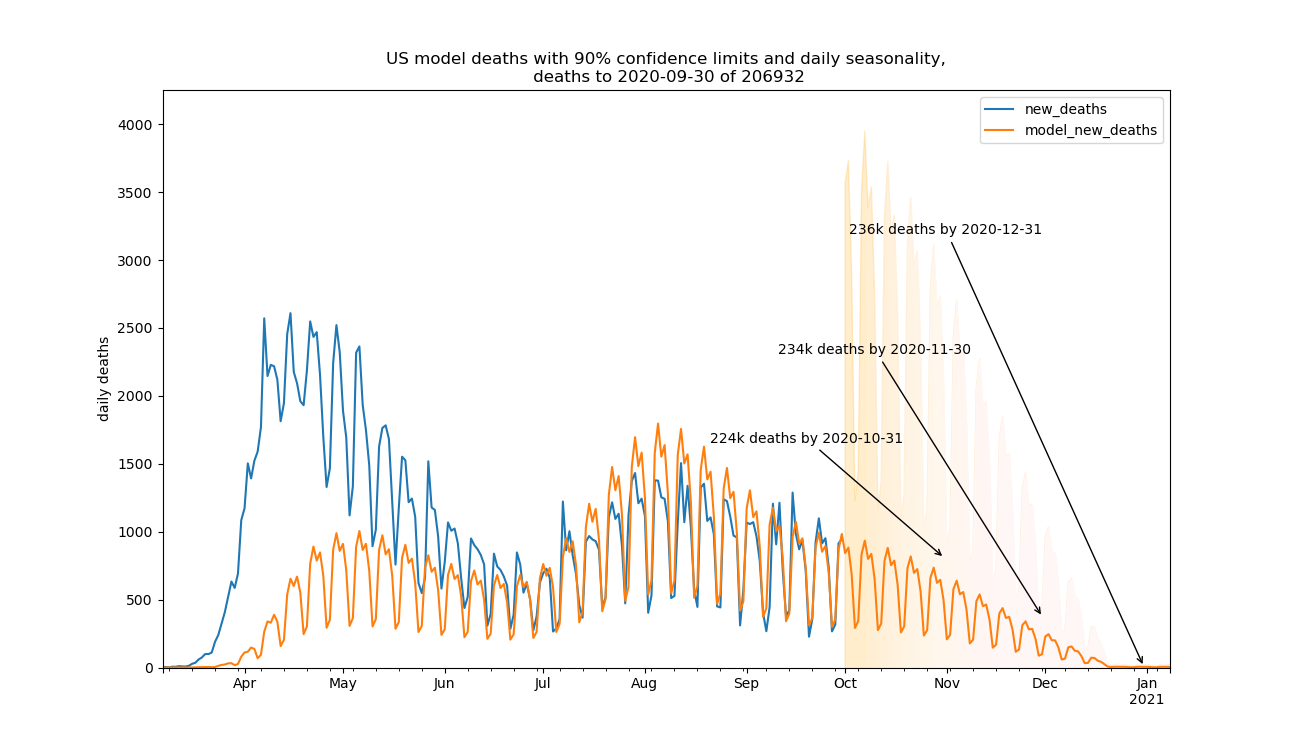 US model deaths with 90% confidence limits and daily seasonality,
deaths to 2020-09-30 of 206932
new_deaths
model_new_deaths
daily deaths
4000
3500
3000
2500
2000
1500
1000
500
0
236k deaths by 2020-12-31
234k deaths by 2020-11-30
224k deaths by 2020-10-31
Apr May Jun Jul Aug Sep Oct Nov Dec Jan
2021